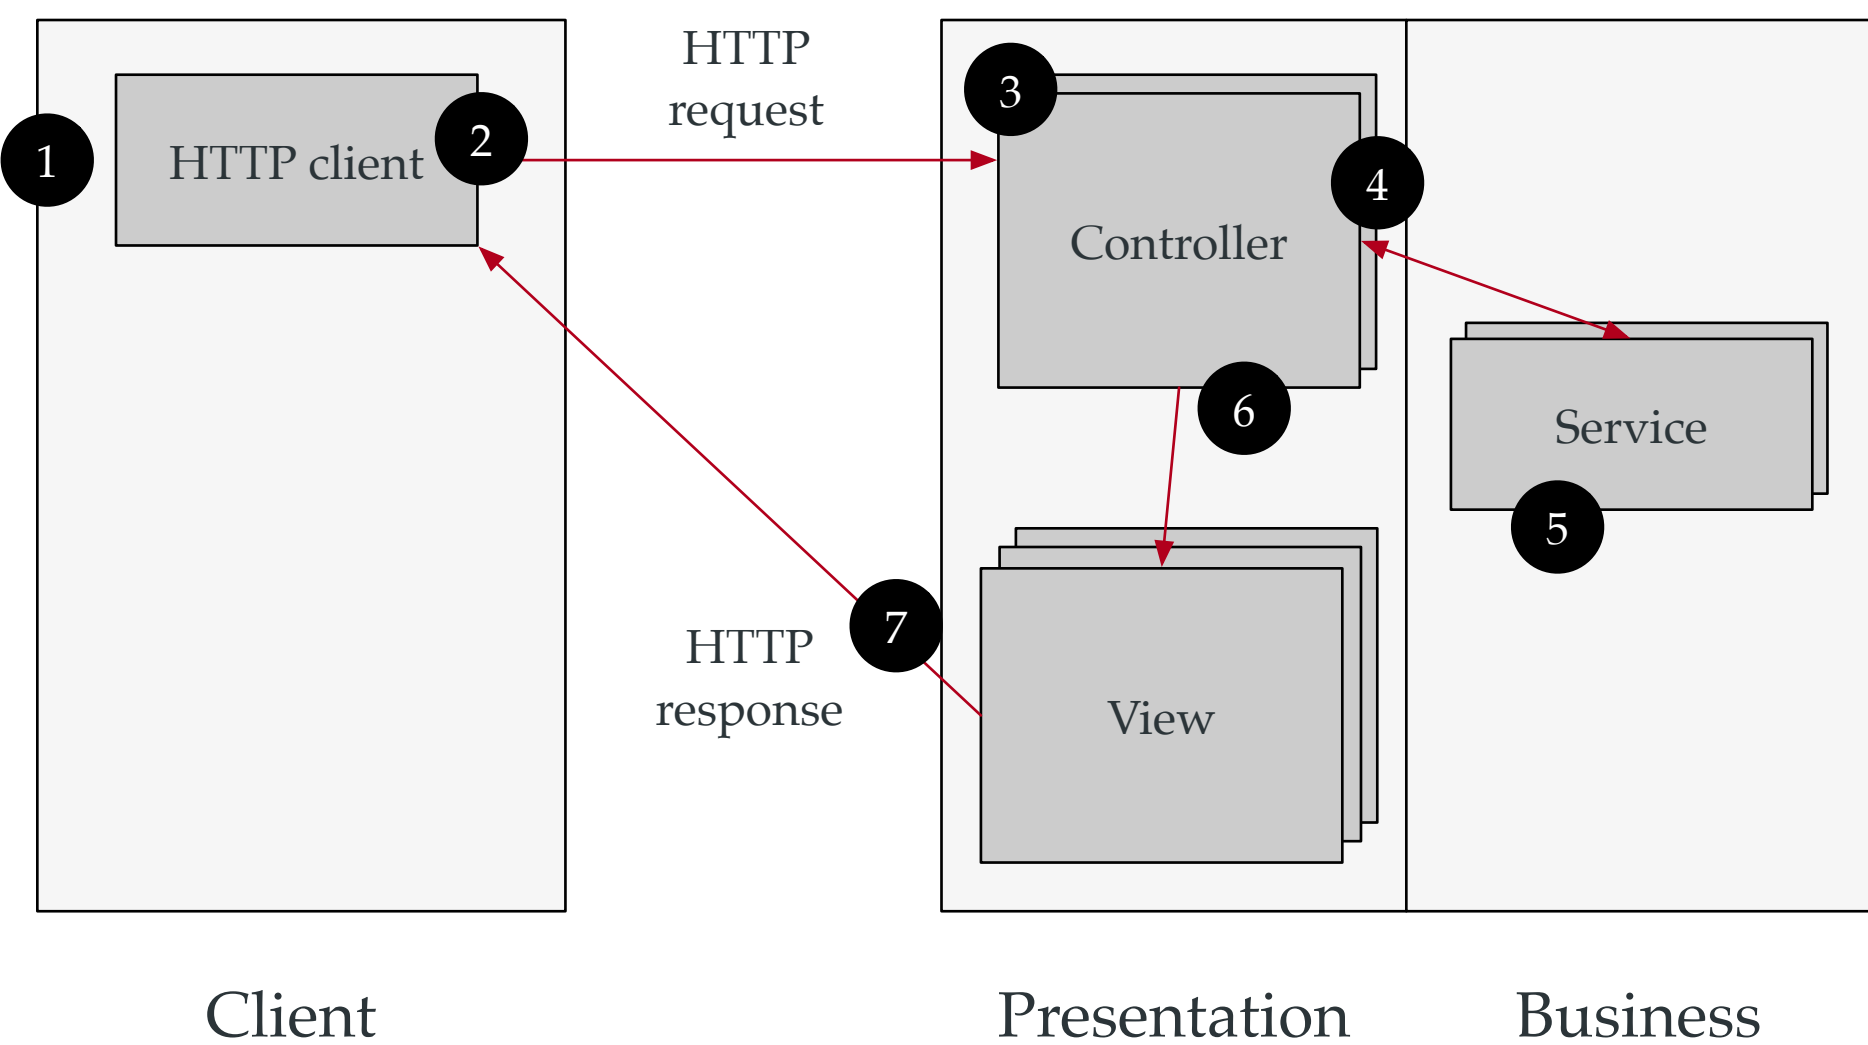 HTTP
request
1
HTTP client
2
3
Controller
4
Service
5
6
View
7
HTTP
response
Client
Presentation
Business